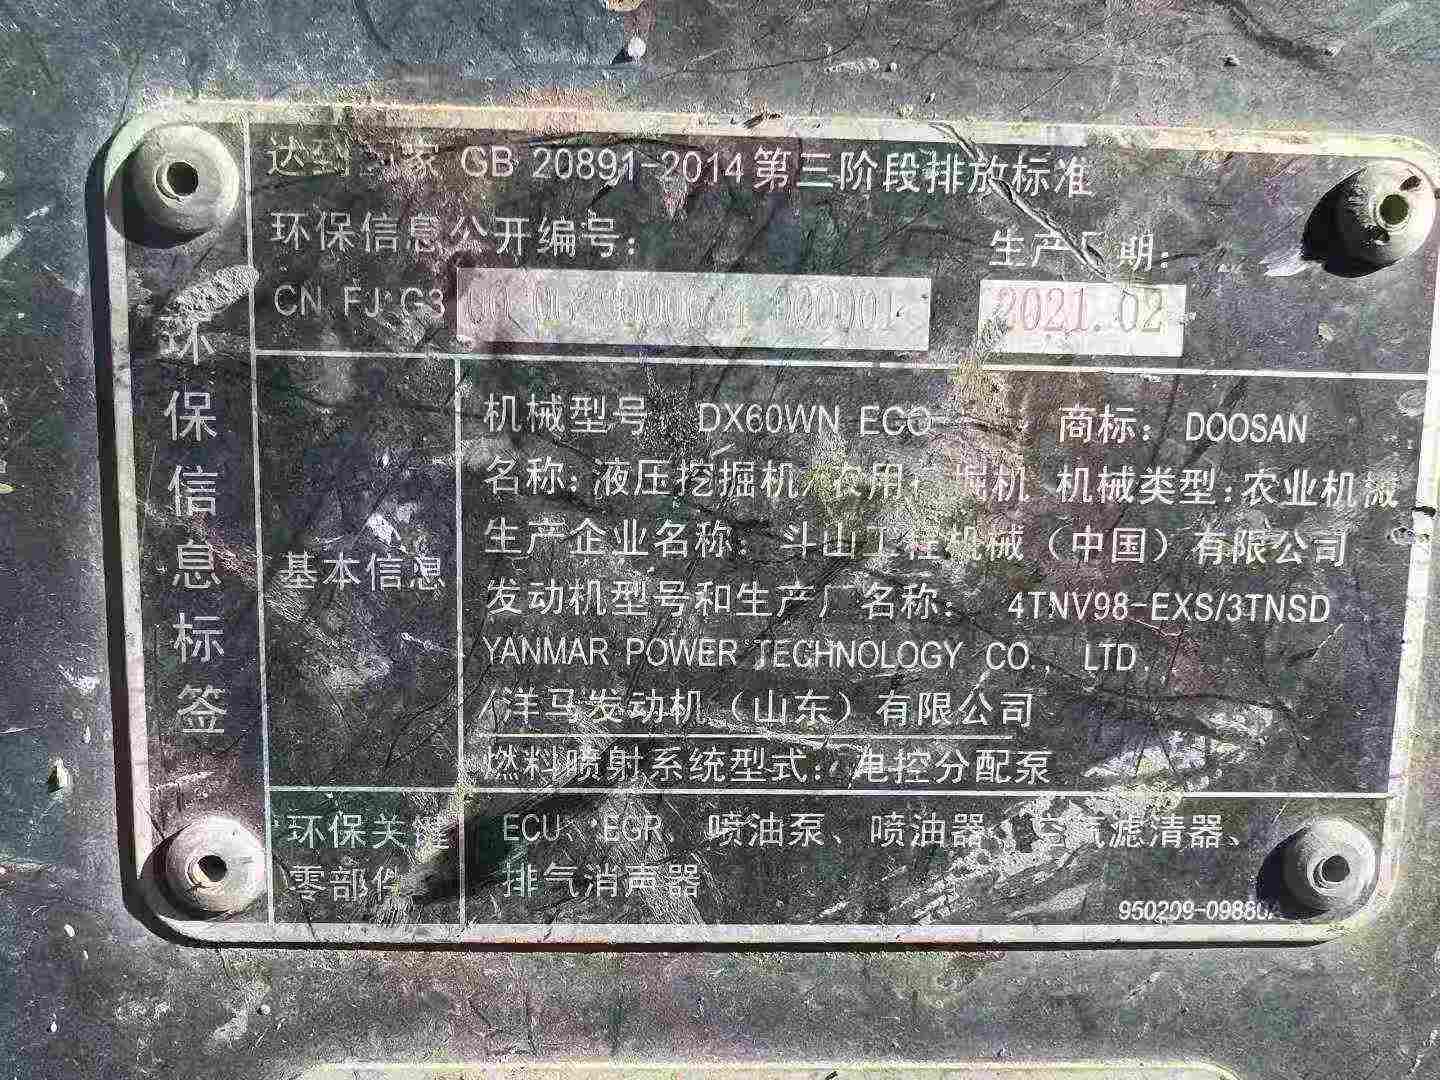 达到 家 GB 20891-2014第三阶段排放标准
环保信息公开编号:
生产 期:
CN FJ G3
2021.02
环保信息标签
基本信息
机械型号: DX60WN ECO 商标: DOOSAN
名称:液压挖掘机/农用 掘机 机械类型:农业机械
生产企业名称: 斗山工程机械（中国）有限公司
发动机型号和生产厂名称: 4TNV98-EXS/3TNSD
YANMAR POWER TECHNOLOGY CO., LTD.
/洋马发动机（山东）有限公司
燃料喷射系统型式: 电控分配泵
环保关键
零部件
ECU、EGR、喷油泵、喷油器、空气滤清器、
排气消声器